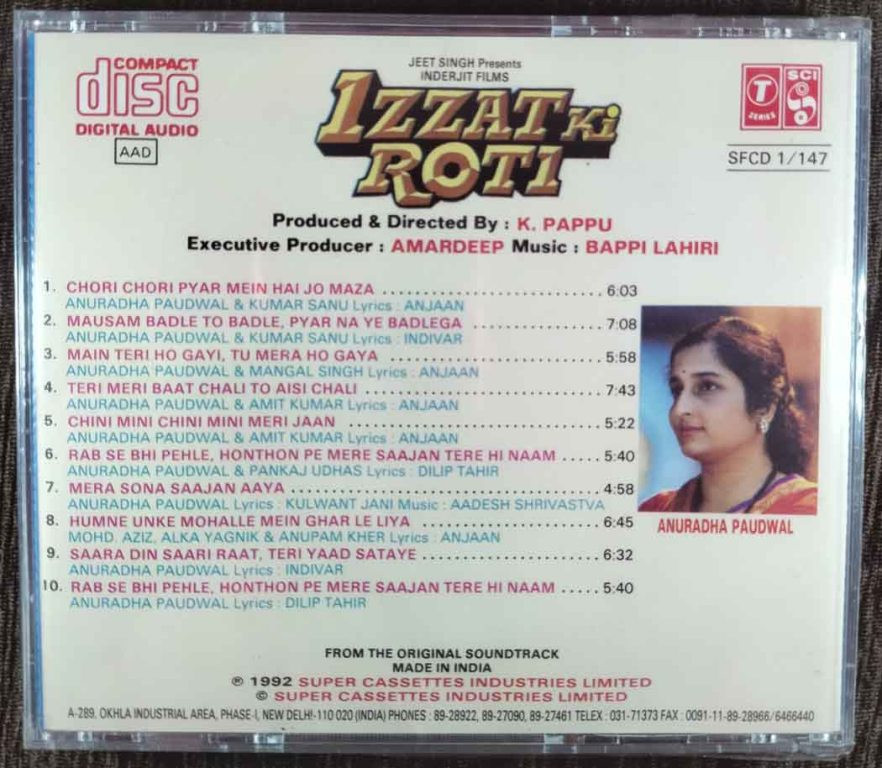 COMPACT
disc
DIGITAL AUDIO
AAD
JEET SINGH Presents
INDERJIT FILMS
IZZAT Ki
ROTI
T
SERIES
SCI
SFCD 1/147
Produced & Directed By : K. PAPPU
Executive Producer : AMARDEEP Music : BAPPI LAHIRI
1. CHORI CHORI PYAR MEIN HAI JO MAZA ............................ 6:03
ANURADHA PAUDWAL & KUMAR SANU Lyrics : ANJAAN
2. MAUSAM BADLE TO BADLE, PYAR NA YE BADLEGA ................. 7:08
ANURADHA PAUDWAL & KUMAR SANU Lyrics : INDIVAR
3. MAIN TERI HO GAYI, TU MERA HO GAYA ........................... 5:58
ANURADHA PAUDWAL & MANGAL SINGH Lyrics : ANJAAN
4. TERI MERI BAAT CHALI TO AISI CHALI .............................. 7:43
ANURADHA PAUDWAL & AMIT KUMAR Lyrics : ANJAAN
5. CHINI MINI CHINI MINI MERI JAAN ................................ 5:22
ANURADHA PAUDWAL & AMIT KUMAR Lyrics : ANJAAN
6. RAB SE BHI PEHLE, HONTHON PE MERE SAAJAN TERE HI NAAM ..... 5:40
ANURADHA PAUDWAL & PANKAJ UDHAS Lyrics : DILIP TAHIR
7. MERA SONA SAAJAN AAYA ....................................... 4:58
ANURADHA PAUDWAL Lyrics : KULWANT JANI Music : AADESH SHRIVASTVA
8. HUMNE UNKE MOHALLE MEIN GHAR LE LIYA ....................... 6:45
MOHD. AZIZ, ALKA YAGNIK & ANUPAM KHER Lyrics : ANJAAN
9. SAARA DIN SAARI RAAT, TERI YAAD SATAYE ....................... 6:32
ANURADHA PAUDWAL Lyrics : INDIVAR
10. RAB SE BHI PEHLE, HONTHON PE MERE SAAJAN TERE HI NAAM ..... 5:40
ANURADHA PAUDWAL Lyrics : DILIP TAHIR
ANURADHA PAUDWAL
FROM THE ORIGINAL SOUNDTRACK
MADE IN INDIA
℗ 1992 SUPER CASSETTES INDUSTRIES LIMITED
© SUPER CASSETTES INDUSTRIES LIMITED
A-289, OKHLA INDUSTRIAL AREA, PHASE-I, NEW DELHI-110 020 (INDIA) PHONES : 89-28922, 89-27090, 89-27461 TELEX : 031-71373 FAX : 0091-11-89-28966/6466440